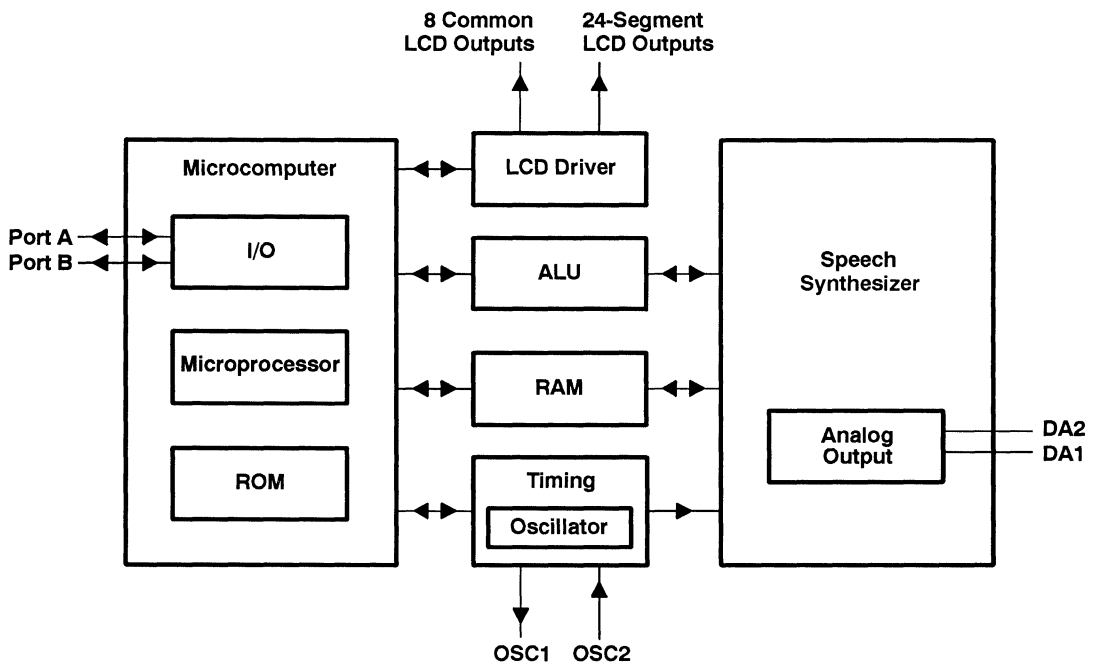 8 Common
LCD Outputs
24-Segment
LCD Outputs
Microcomputer
LCD Driver
Port A
Port B
I/O
ALU
Speech
Synthesizer
Microprocessor
RAM
Analog
Output
DA2
DA1
ROM
Timing
Oscillator
OSC1
OSC2